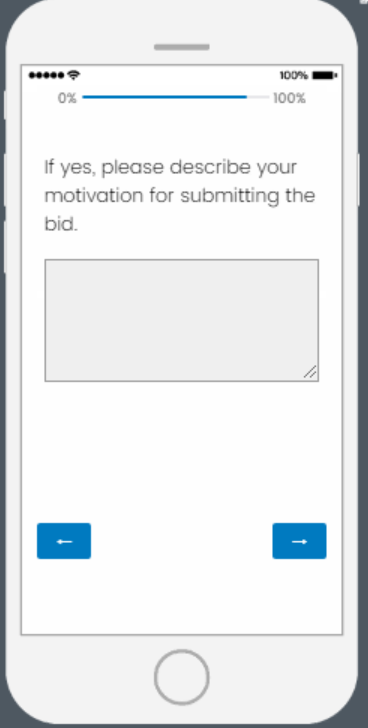 100%
0% 100%
If yes, please describe your
motivation for submitting the
bid.
← →